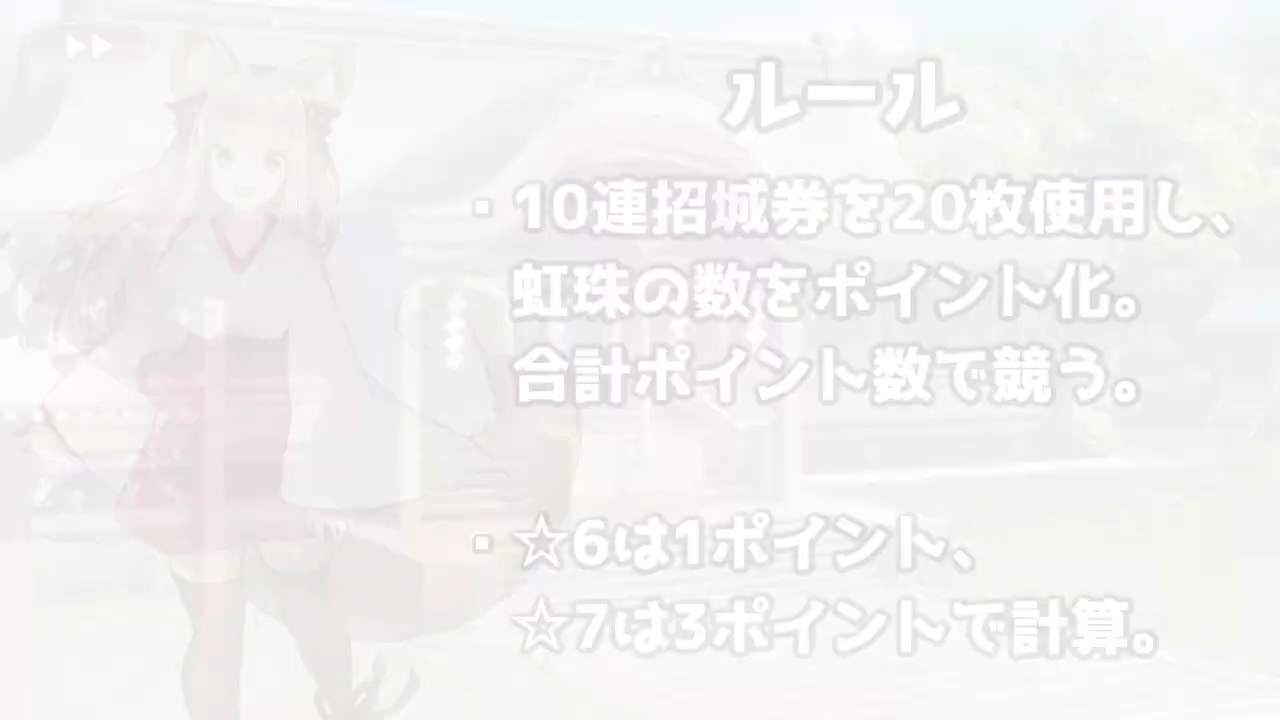 ルール
・10連招城券を20枚使用し、
虹珠の数をポイント化。
合計ポイント数で競う。
・☆6は1ポイント、
☆7は3ポイントで計算。